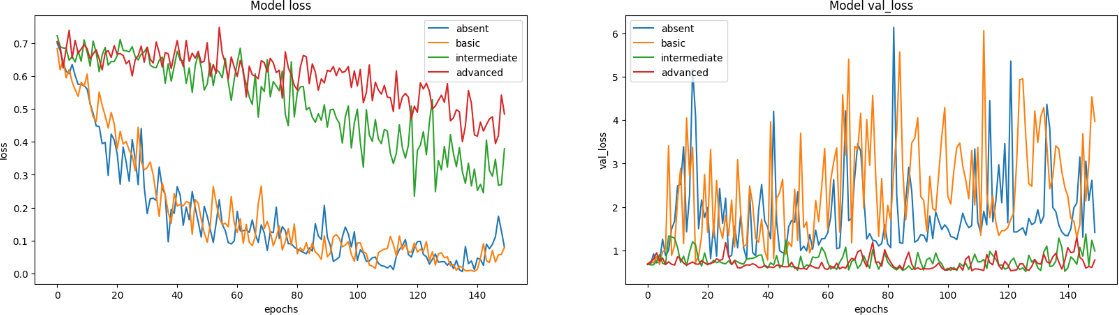 Model loss
0.7
0.6
0.5
0.4
0.3
0.2
0.1
0.0
loss
0 20 40 60 80 100 120 140
epochs
absent
basic
intermediate
advanced
Model val_loss
6
5
4
3
2
1
val_loss
0 20 40 60 80 100 120 140
epochs
absent
basic
intermediate
advanced